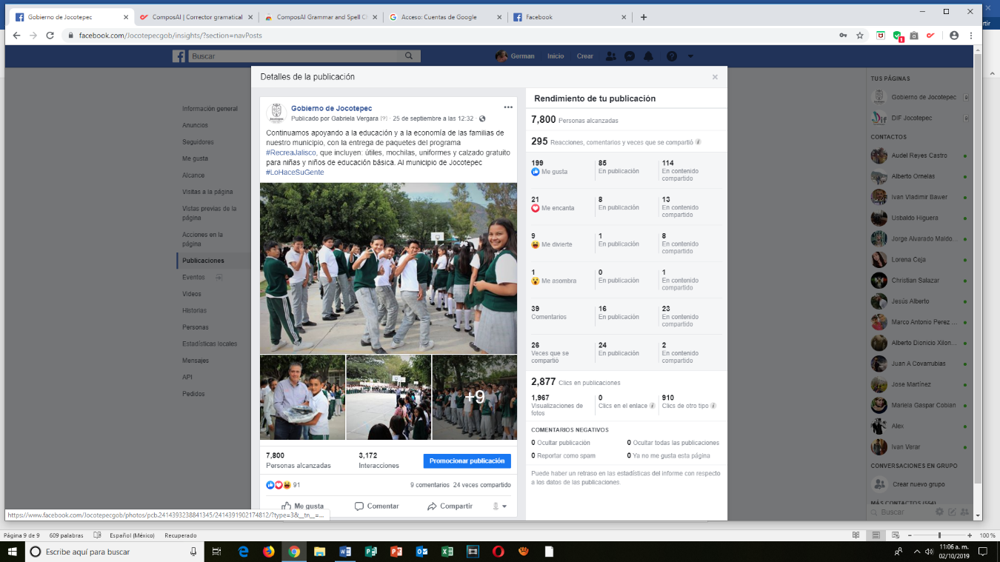 Gobierno de Jocotepec
ComposAI | Corrector gramatical
ComposAI Grammar and Spell C
Acceso: Cuentas de Google
Facebook
rtir
facebook.com/Jocotepecgob/insights/?section=navPosts
Buscar
German Inicio Crear
Información general
Anuncios
Seguidores
Me gusta
Alcance
Visitas a la página
Vistas previas de la
página
Acciones en la
página
Publicaciones
Eventos
Videos
Historias
Personas
Estadísticas locales
Mensajes
API
Pedidos
Detalles de la publicación
Gobierno de Jocotepec
Publicado por Gabriela Vergara [?] · 25 de septiembre a las 12:32 ·
Continuamos apoyando a la educación y a la economía de las familias de
nuestro municipio, con la entrega de paquetes del programa
#RecreaJalisco, que incluyen: útiles, mochilas, uniformes y calzado gratuito
para niñas y niños de educación básica. Al municipio de Jocotepec
#LoHaceSuGente
+9
7,800 3,172
Personas alcanzadas Interacciones
Promocionar publicación
91 9 comentarios 24 veces compartido
Me gusta Comentar Compartir
Rendimiento de tu publicación
7,800 Personas alcanzadas
295 Reacciones, comentarios y veces que se compartió
199 85 114
Me gusta En publicación En contenido
compartido
21 8 13
Me encanta En publicación En contenido
compartido
9 1 8
Me divierte En publicación En contenido
compartido
1 0 1
Me asombra En publicación En contenido
compartido
39 16 23
Comentarios En publicación En contenido
compartido
26 24 2
Veces que se En publicación En contenido
compartió compartido
2,877 Clics en publicaciones
1,967 0 910
Visualizaciones de Clics en el enlace Clics de otro tipo
fotos
COMENTARIOS NEGATIVOS
0 Ocultar publicación 0 Ocultar todas las publicaciones
0 Reportar como spam 0 Ya no me gusta esta página
Puede haber un retraso en las estadísticas del informe con respecto
a los datos de las publicaciones.
TUS PÁGINAS
Gobierno de Jocotepec
DIF Jocotepec
CONTACTOS
Audel Reyes Castro
Alberto Ornelas
Ivan Vladimir Bawer
Usbaldo Higuera
Jorge Alvarado Maldo...
Lorena Ceja
Christian Salazar
Jesús Alberto
Marco Antonio Perez ...
Alberto Dionicio Xilon...
Juan A Covarrubias
Jose Martínez
Mariela Gaspar Cobian
Alex
Ivan Verar
CONVERSACIONES EN GRUPO
Crear nuevo grupo
MÁS CONTACTOS (554)
Buscar
https://www.facebook.com/Jocotepecgob/photos/pcb.2414393238841345/2414391902174812/?type=3&__tn__=...
Página 9 de 9 609 palabras Español (México) Recuperado 100 %
Escribe aquí para buscar
11:06 a. m.
02/10/2019